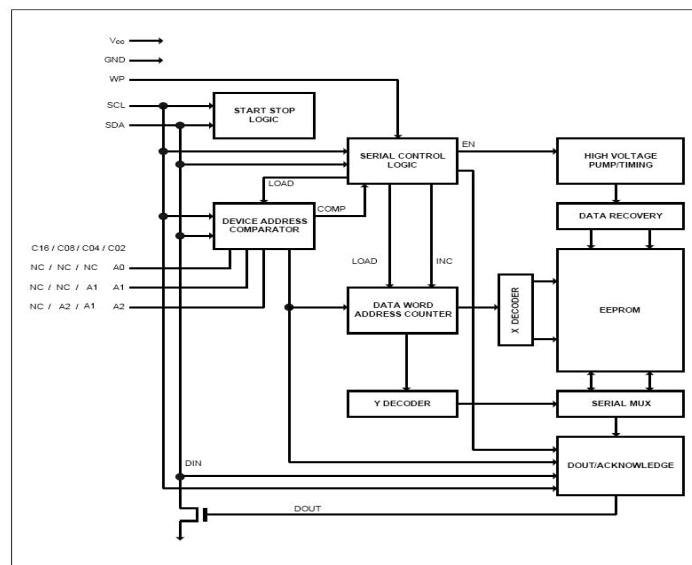 Vcc
GND
WP
SCL
SDA
START STOP
LOGIC
SERIAL CONTROL
LOGIC
EN
HIGH VOLTAGE
PUMP/TIMING
LOAD
COMP
DEVICE ADDRESS
COMPARATOR
DATA RECOVERY
C16 / C08 / C04 / C02
NC / NC / NC A0
NC / NC / A1 A1
NC / A2 / A1 A2
LOAD
INC
DATA WORD
ADDRESS COUNTER
X DECODER
EEPROM
Y DECODER
SERIAL MUX
DIN
DOUT/ACKNOWLEDGE
DOUT